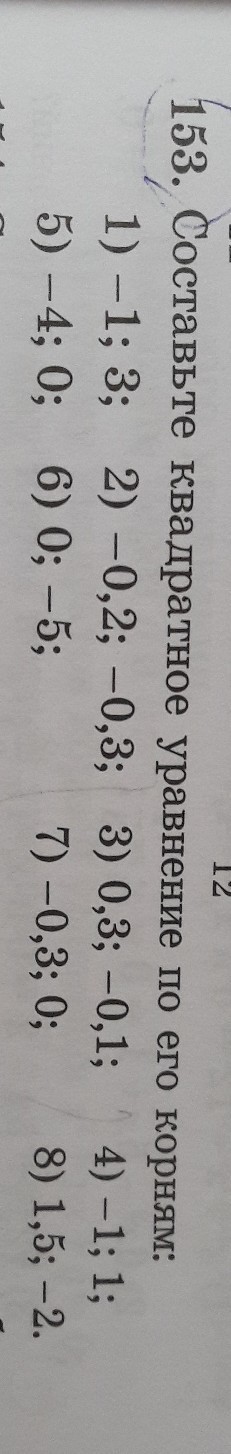 12
153. Составьте квадратное уравнение по его корням:
1) −1; 3; 2) −0,2; −0,3; 3) 0,3; −0,1; 4) −1; 1;
5) −4; 0; 6) 0; −5; 7) −0,3; 0; 8) 1,5; −2.